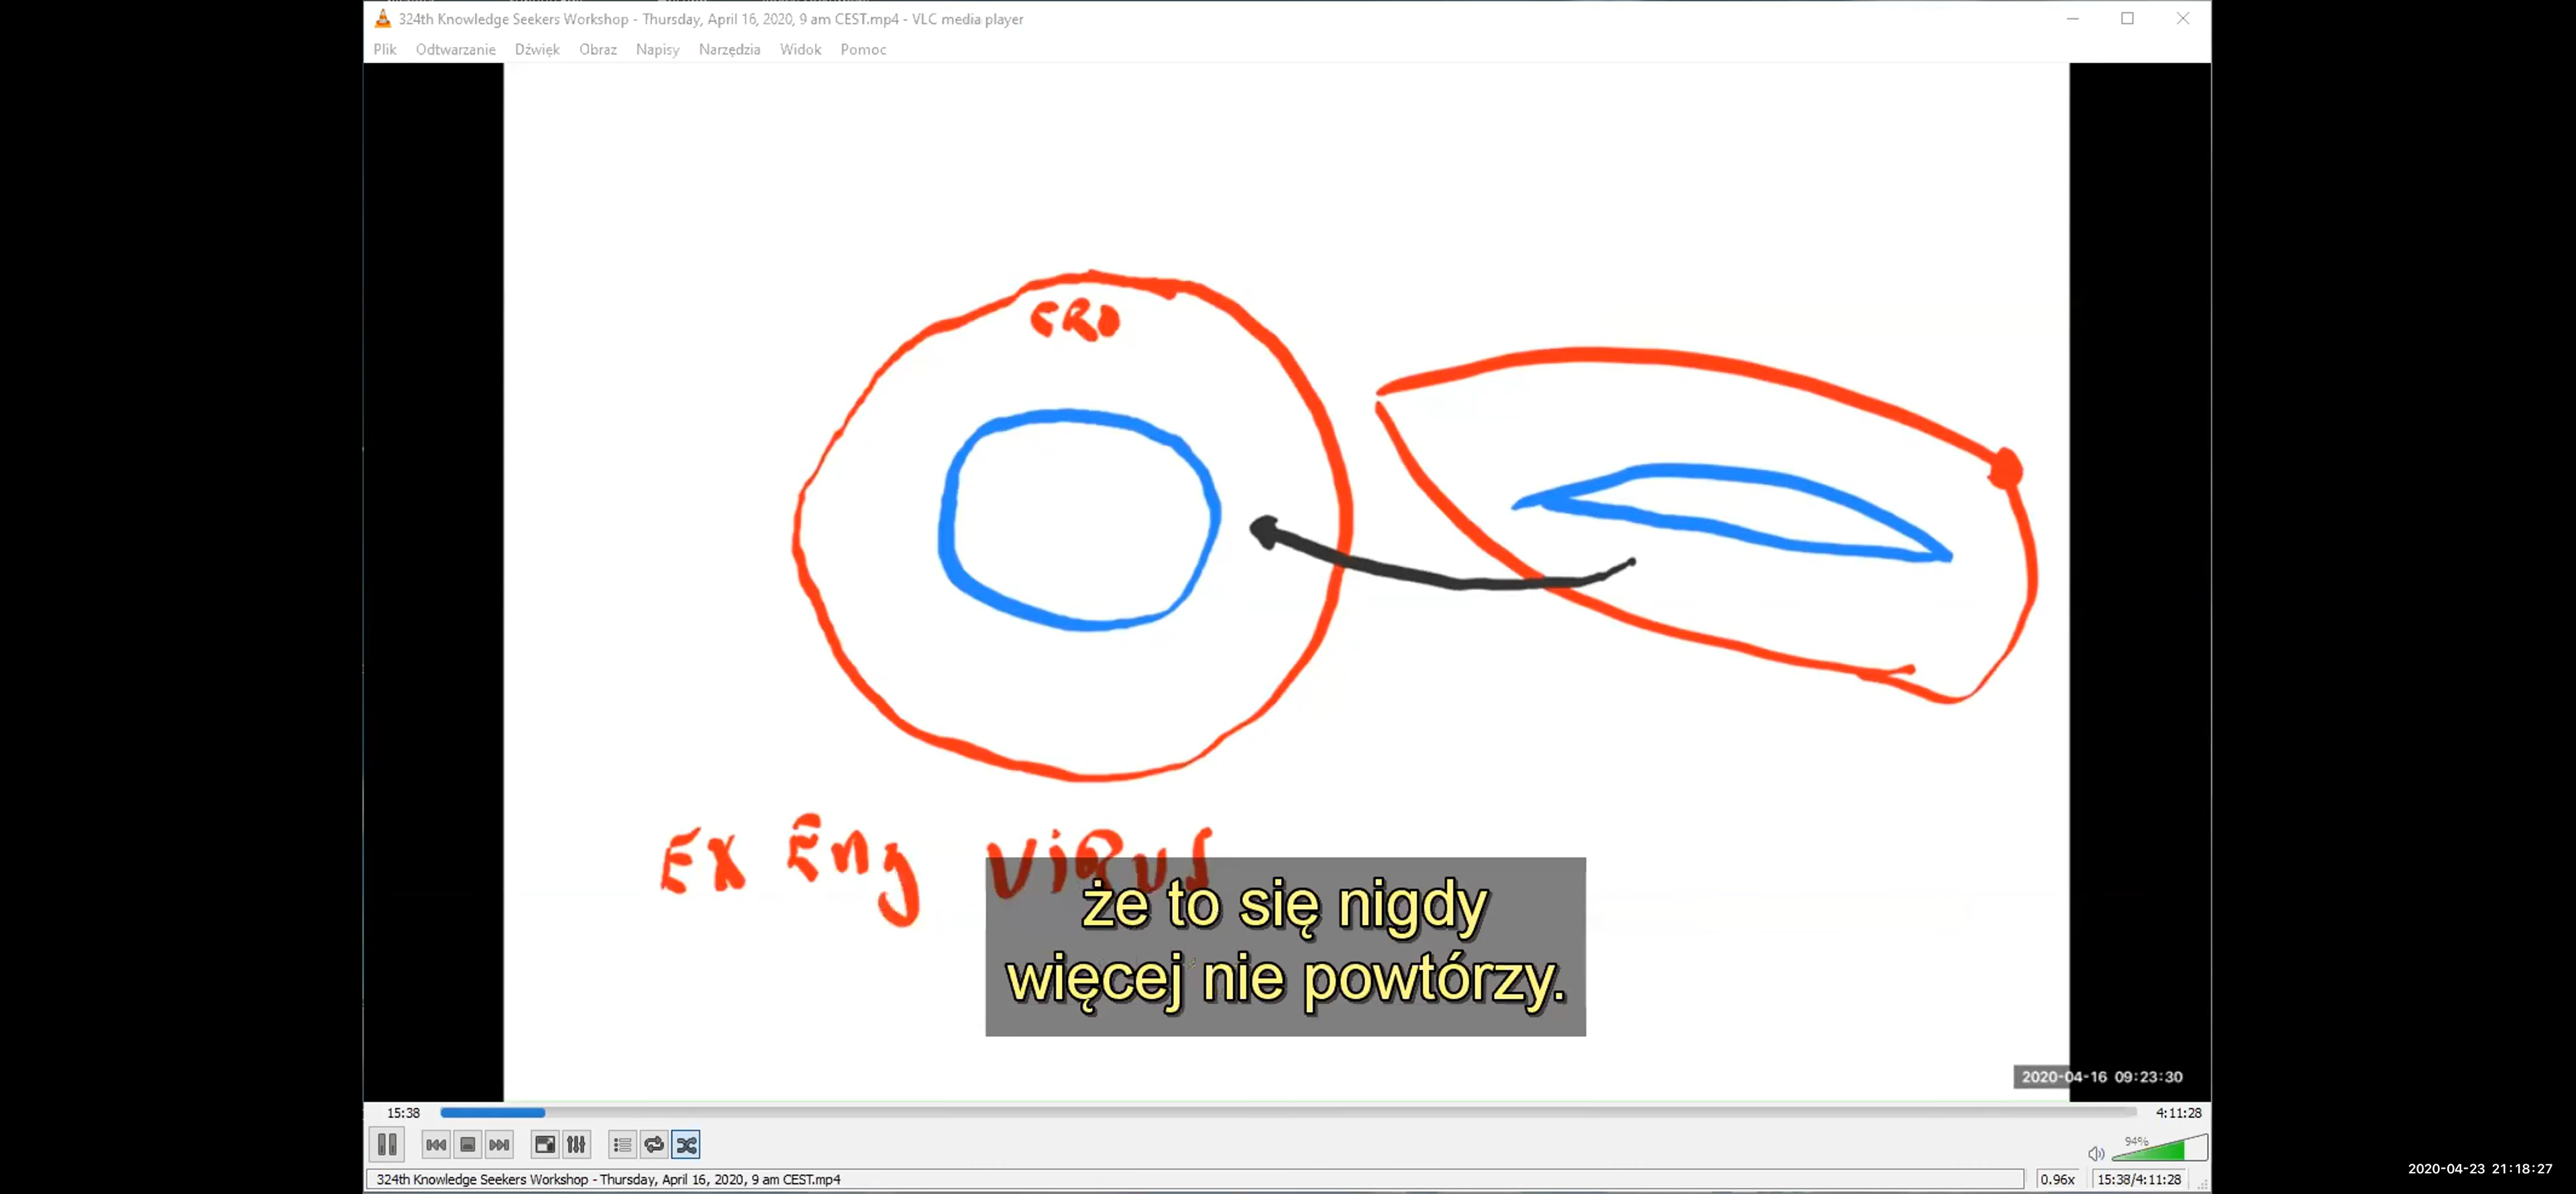 324th Knowledge Seekers Workshop - Thursday, April 16, 2020, 9 am CEST.mp4 - VLC media player
Plik Odtwarzanie Dźwięk Obraz Napisy Narzędzia Widok Pomoc
ERD
Ex Eng ViRUS
że to się nigdy
więcej nie powtórzy.
2020-04-16 09:23:30
15:38 4:11:28
94%
324th Knowledge Seekers Workshop - Thursday, April 16, 2020, 9 am CEST.mp4 0.96x 15:38/4:11:28
2020-04-23 21:18:27